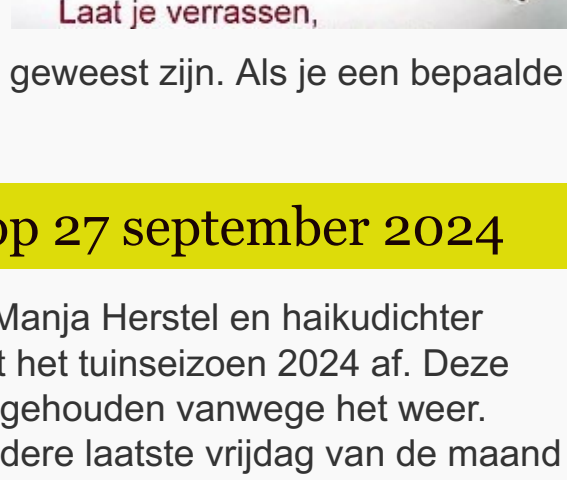 Laat je verrassen,
geweest zijn. Als je een bepaalde
op 27 september 2024
Manja Herstel en haikudichter
t het tuinseizoen 2024 af. Deze
gehouden vanwege het weer.
dere laatste vrijdag van de maand